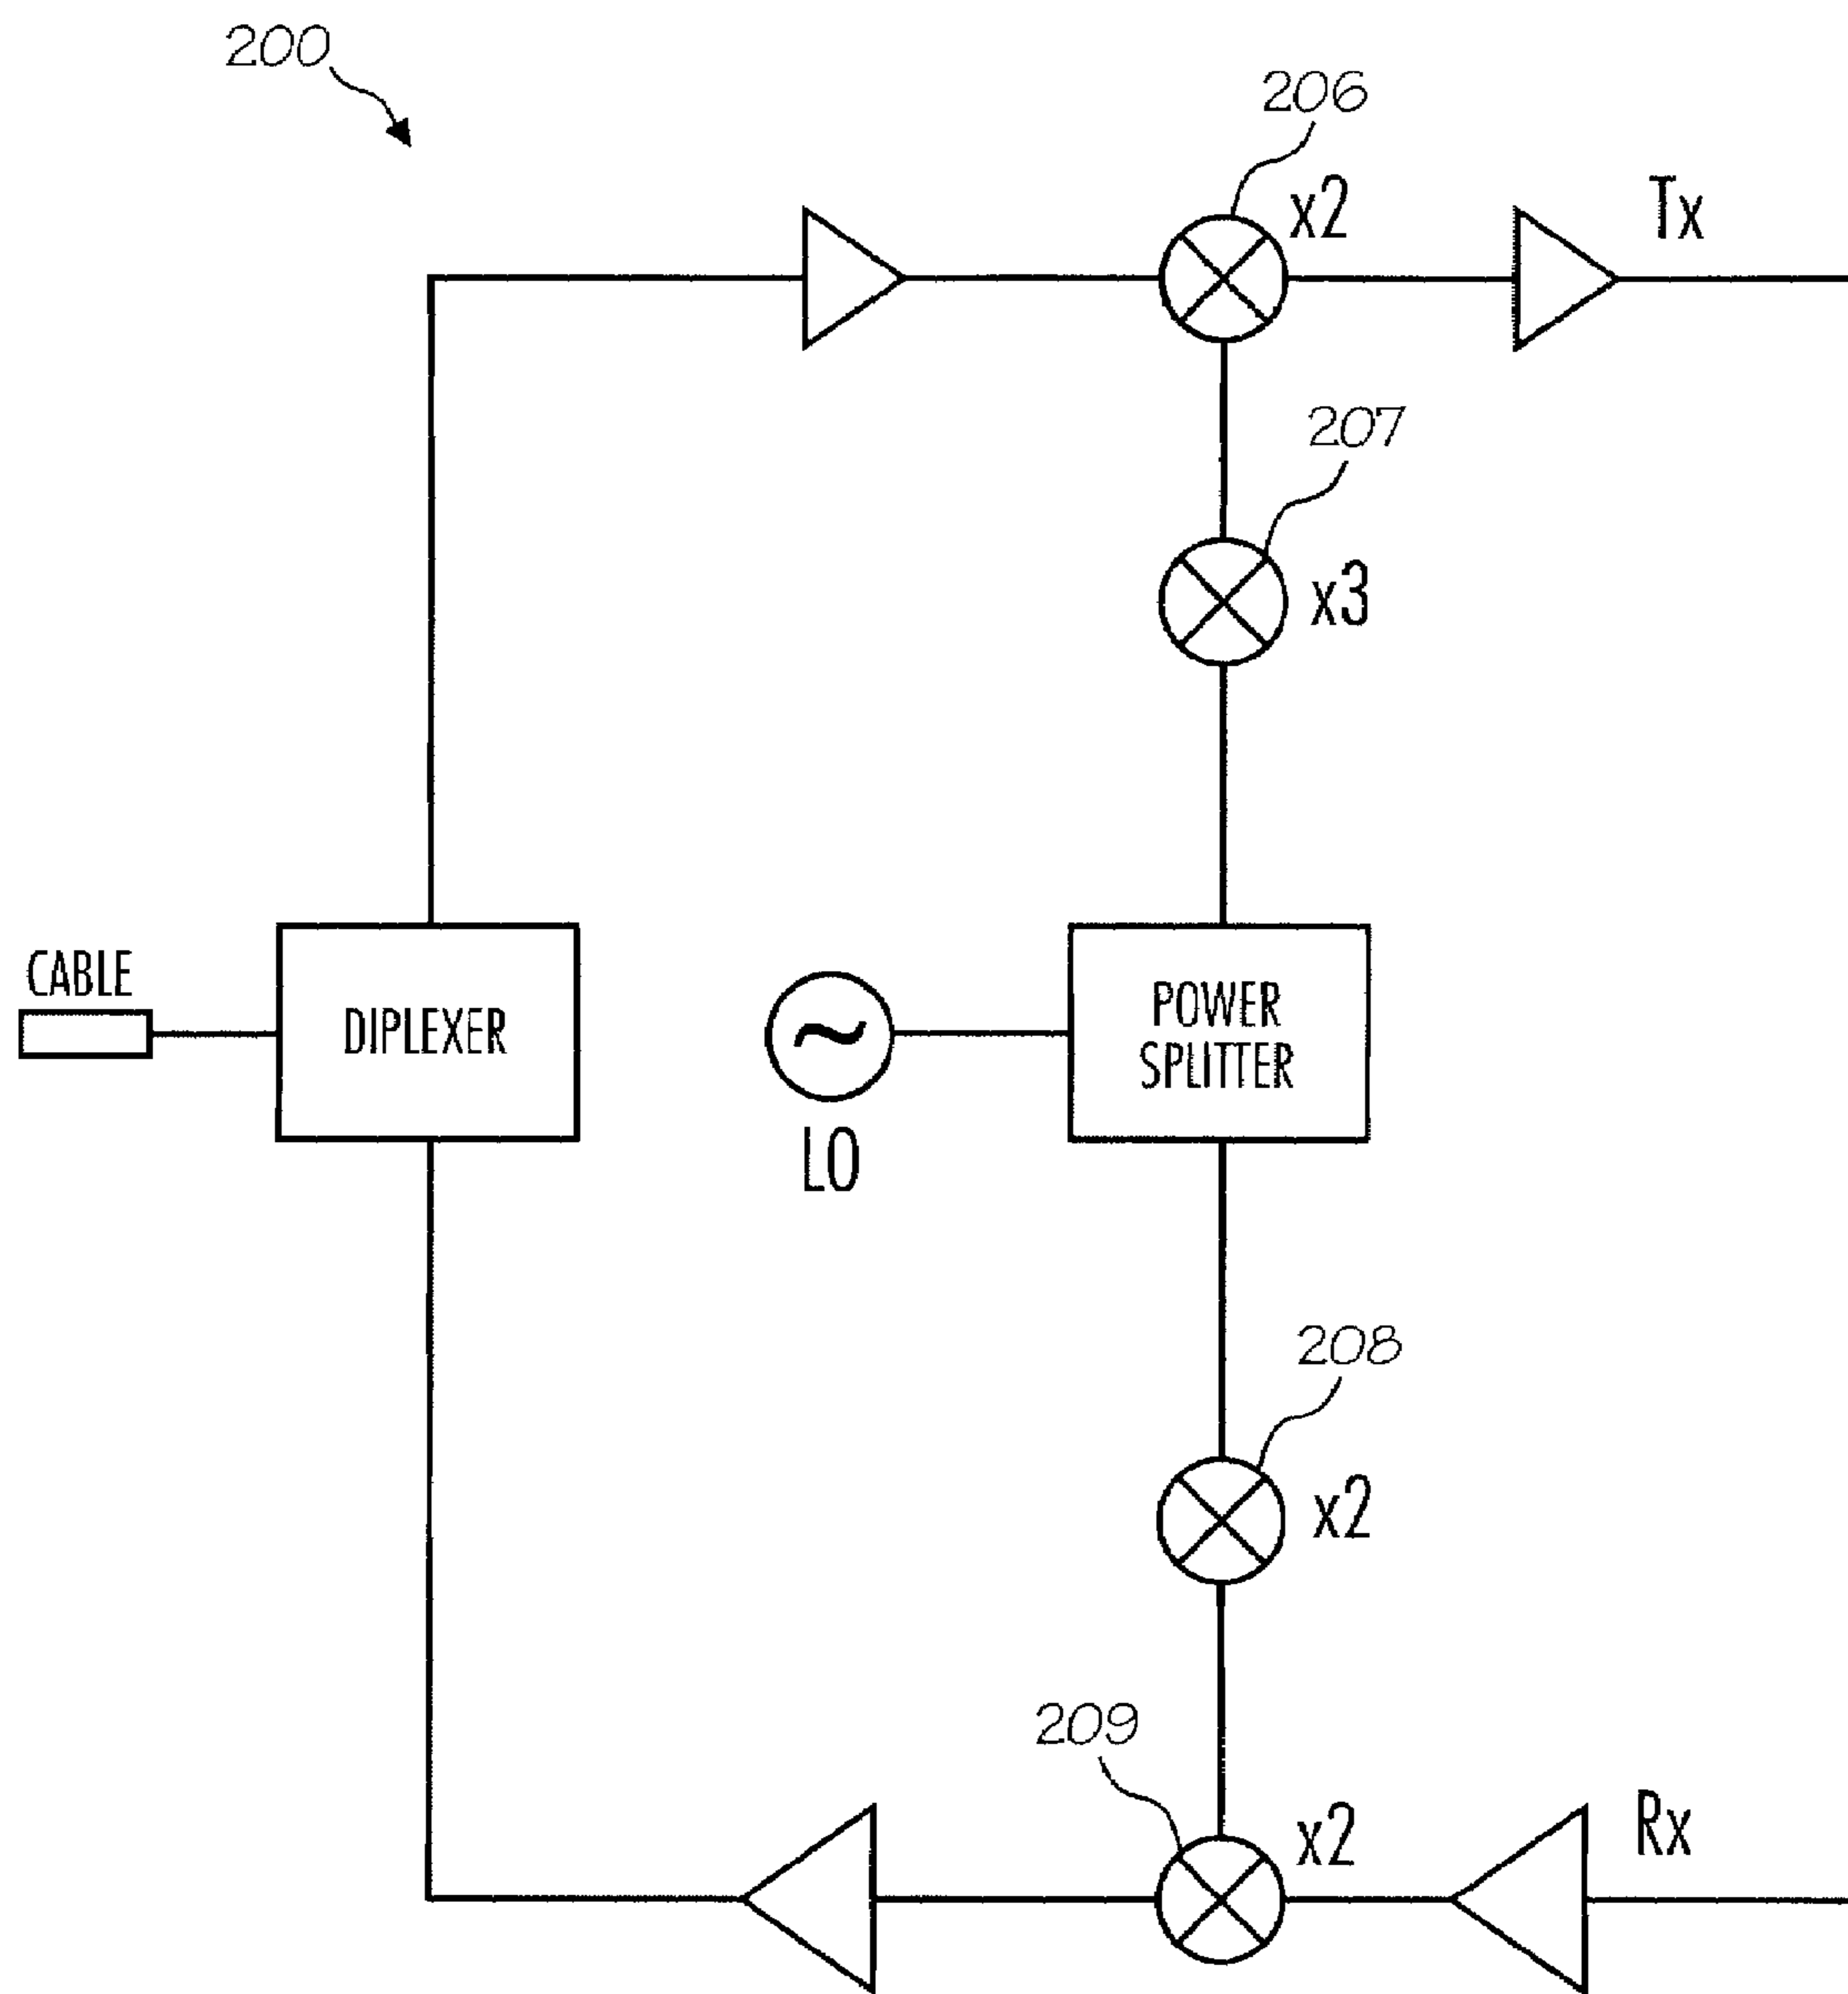 200
206
x2
Tx
207
x3
CABLE
DIPLEXER
POWER
SPLITTER
LO
208
x2
209
x2
Rx